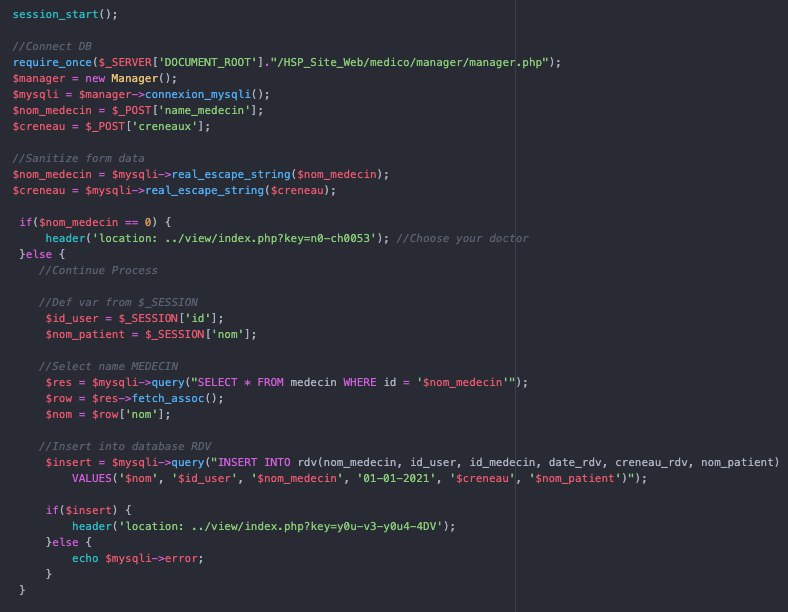 session_start();
//Connect DB
require_once($_SERVER['DOCUMENT_ROOT']."/HSP_Site_Web/medico/manager/manager.php");
$manager = new Manager();
$mysqli = $manager->connexion_mysqli();
$nom_medecin = $_POST['name_medecin'];
$creneau = $_POST['creneaux'];
//Sanitize form data
$nom_medecin = $mysqli->real_escape_string($nom_medecin);
$creneau = $mysqli->real_escape_string($creneau);
if($nom_medecin == 0) {
header('location: ../view/index.php?key=n0-ch0053'); //Choose your doctor
}else {
//Continue Process
//Def var from $_SESSION
$id_user = $_SESSION['id'];
$nom_patient = $_SESSION['nom'];
//Select name MEDECIN
$res = $mysqli->query("SELECT * FROM medecin WHERE id = '$nom_medecin'");
$row = $res->fetch_assoc();
$nom = $row['nom'];
//Insert into database RDV
$insert = $mysqli->query("INSERT INTO rdv(nom_medecin, id_user, id_medecin, date_rdv, creneau_rdv, nom_patient)
VALUES('$nom', '$id_user', '$nom_medecin', '01-01-2021', '$creneau', '$nom_patient')");
if($insert) {
header('location: ../view/index.php?key=y0u-v3-y0u4-4DV');
}else {
echo $mysqli->error;
}
}